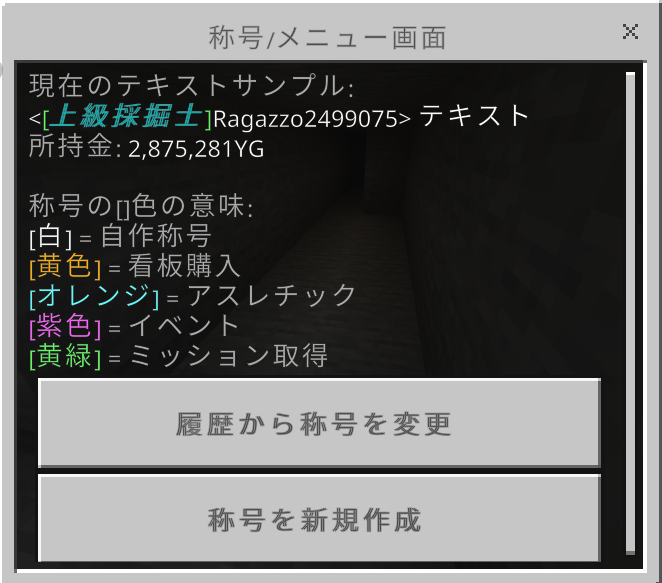 称号/メニュー画面
現在のテキストサンプル:
<[上級採掘士]Ragazzo2499075> テキスト
所持金: 2,875,281YG
称号の[]色の意味:
[白] = 自作称号
[黄色] = 看板購入
[オレンジ] = アスレチック
[紫色] = イベント
[黄緑] = ミッション取得
履歴から称号を変更
称号を新規作成